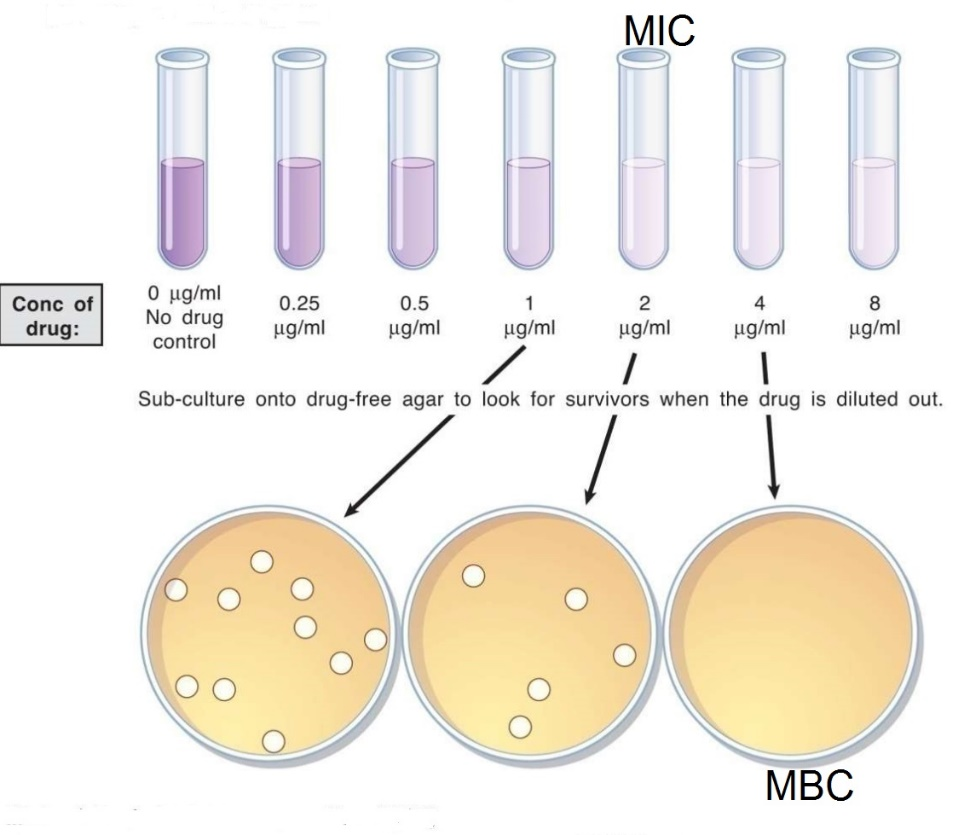 MIC
Conc of
drug:
0 μg/ml
No drug
control
0.25
μg/ml
0.5
μg/ml
1
μg/ml
2
μg/ml
4
μg/ml
8
μg/ml
Sub-culture onto drug-free agar to look for survivors when the drug is diluted out.
MBC